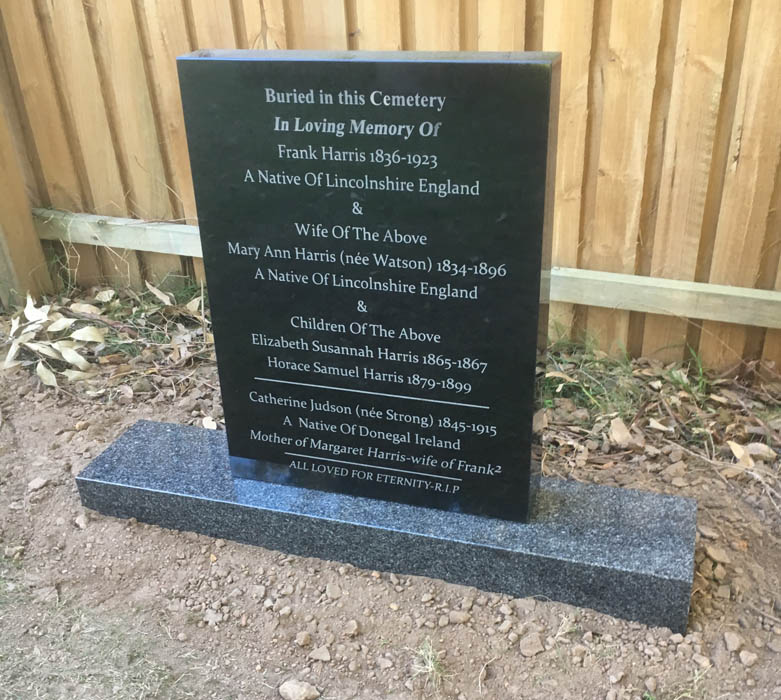 Buried in this Cemetery
In Loving Memory Of
Frank Harris 1836-1923
A Native Of Lincolnshire England
&
Wife Of The Above
Mary Ann Harris (née Watson) 1834-1896
A Native Of Lincolnshire England
&
Children Of The Above
Elizabeth Susannah Harris 1865-1867
Horace Samuel Harris 1879-1899
Catherine Judson (née Strong) 1845-1915
A Native Of Donegal Ireland
Mother of Margaret Harris-wife of Frank²
ALL LOVED FOR ETERNITY-R.I.P